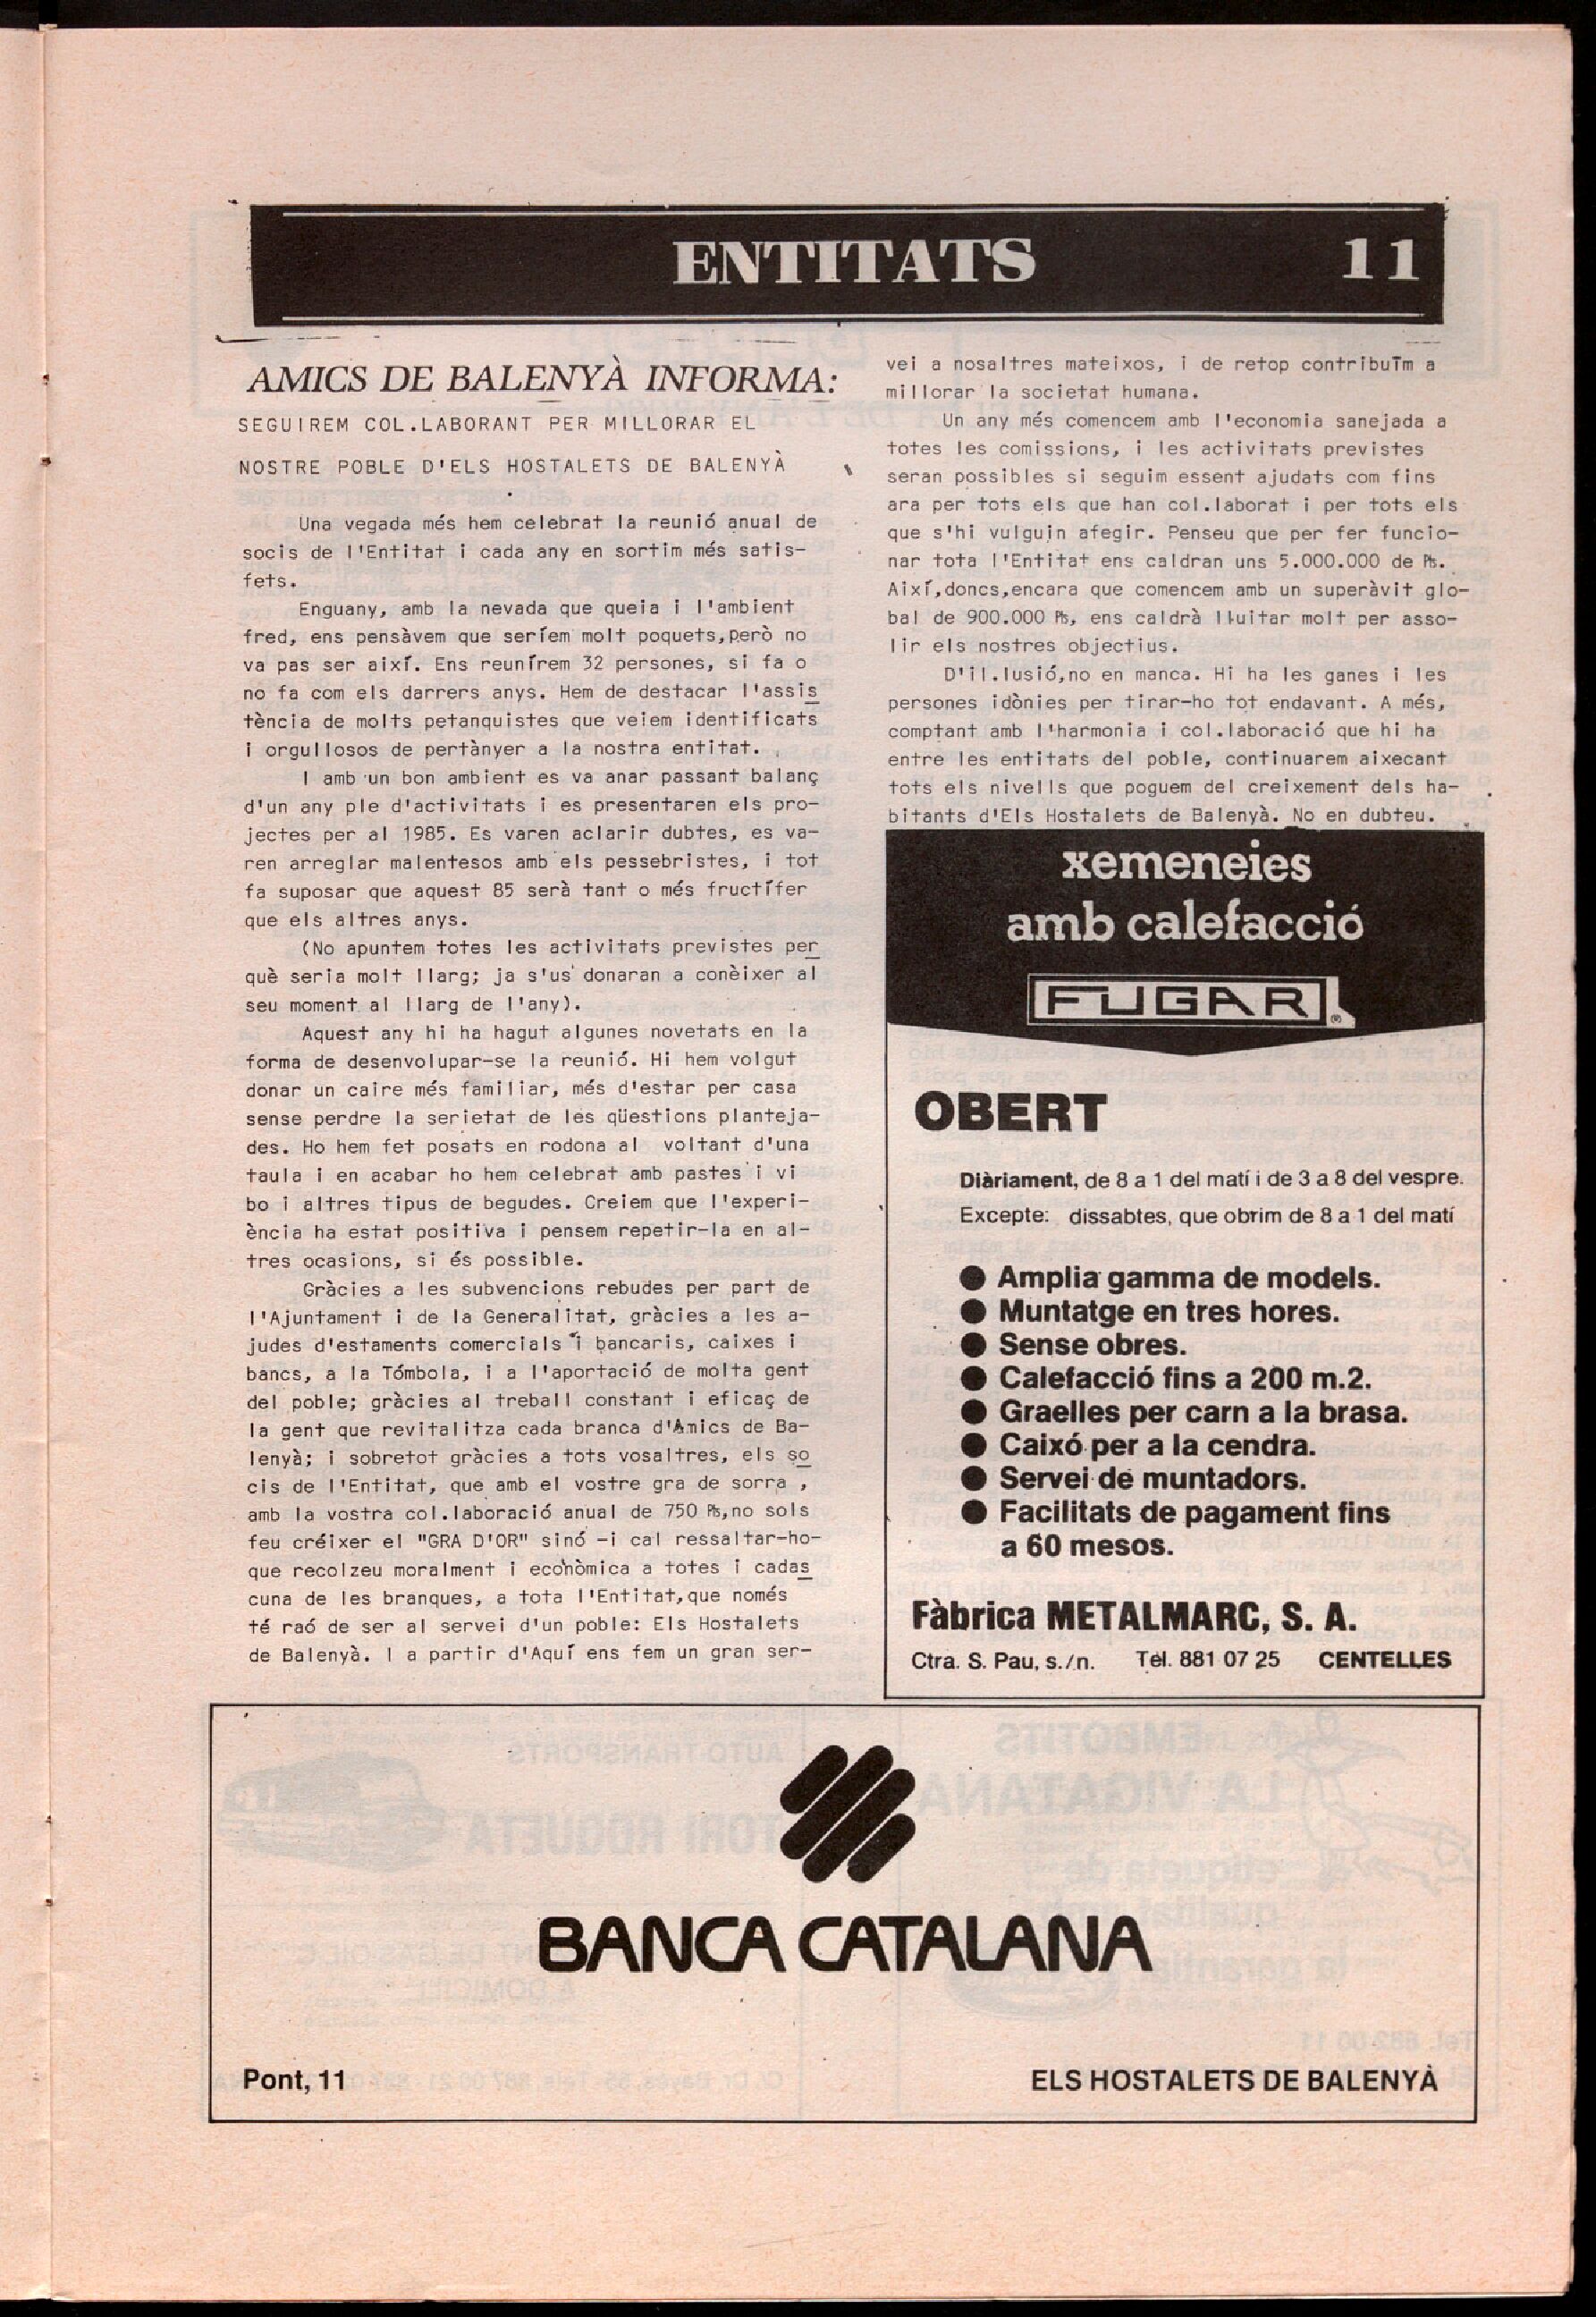 ENTITATS 11
AMICS DE BALENYÀ INFORMA:
SEGUIREM COL.LABORANT PER MILLORAR EL
NOSTRE POBLE D'ELS HOSTALETS DE BALENYÀ
Una vegada més hem celebrat la reunió anual de
socis de l'Entitat i cada any en sortim més satis-
fets.
Enguany, amb la nevada que queia i l'ambient
fred, ens pensàvem que seríem molt poquets,però no
va pas ser així. Ens reunírem 32 persones, si fa o
no fa com els darrers anys. Hem de destacar l'assis
tència de molts petanquistes que veiem identificats
i orgullosos de pertànyer a la nostra entitat.
I amb un bon ambient es va anar passant balanç
d'un any ple d'activitats i es presentaren els pro-
jectes per al 1985. Es varen aclarir dubtes, es va-
ren arreglar malentesos amb els pessebristes, i tot
fa suposar que aquest 85 serà tant o més fructífer
que els altres anys.
(No apuntem totes les activitats previstes per
què seria molt llarg; ja s'us donaran a conèixer al
seu moment al llarg de l'any).
Aquest any hi ha hagut algunes novetats en la
forma de desenvolupar-se la reunió. Hi hem volgut
donar un caire més familiar, més d'estar per casa
sense perdre la serietat de les qüestions planteja-
des. Ho hem fet posats en rodona al voltant d'una
taula i en acabar ho hem celebrat amb pastes i vi
bo i altres tipus de begudes. Creiem que l'experi-
ència ha estat positiva i pensem repetir-la en al-
tres ocasions, si és possible.
Gràcies a les subvencions rebudes per part de
l'Ajuntament i de la Generalitat, gràcies a les a-
judes d'estaments comercials i bancaris, caixes i
bancs, a la Tómbola, i a l'aportació de molta gent
del poble; gràcies al treball constant i eficaç de
la gent que revitalitza cada branca d'Amics de Ba-
lenyà; i sobretot gràcies a tots vosaltres, els so
cis de l'Entitat, que amb el vostre gra de sorra ,
amb la vostra col.laboració anual de 750 ₧,no sols
feu créixer el "GRA D'OR" sinó -i cal ressaltar-ho-
que recolzeu moralment i econòmica a totes i cadas
cuna de les branques, a tota l'Entitat,que només
té raó de ser al servei d'un poble: Els Hostalets
de Balenyà. I a partir d'Aquí ens fem un gran ser-
vei a nosaltres mateixos, i de retop contribuïm a
millorar la societat humana.
Un any més comencem amb l'economia sanejada a
totes les comissions, i les activitats previstes
seran possibles si seguim essent ajudats com fins
ara per tots els que han col.laborat i per tots els
que s'hi vulguin afegir. Penseu que per fer funcio-
nar tota l'Entitat ens caldran uns 5.000.000 de ₧.
Així,doncs,encara que comencem amb un superàvit glo-
bal de 900.000 ₧, ens caldrà lluitar molt per asso-
lir els nostres objectius.
D'il.lusió,no en manca. Hi ha les ganes i les
persones idònies per tirar-ho tot endavant. A més,
comptant amb l'harmonia i col.laboració que hi ha
entre les entitats del poble, continuarem aixecant
tots els nivells que poguem del creixement dels ha-
bitants d'Els Hostalets de Balenyà. No en dubteu.
xemeneies
amb calefacció
FUGAR®
OBERT
Diàriament, de 8 a 1 del matí i de 3 a 8 del vespre.
Excepte: dissabtes, que obrim de 8 a 1 del matí
● Amplia gamma de models.
● Muntatge en tres hores.
● Sense obres.
● Calefacció fins a 200 m.2.
● Graelles per carn a la brasa.
● Caixó per a la cendra.
● Servei de muntadors.
● Facilitats de pagament fins
a 60 mesos.
Fàbrica METALMARC, S. A.
Ctra. S. Pau, s./n. Tel. 881 07 25 CENTELLES
BANCA CATALANA
Pont, 11 ELS HOSTALETS DE BALENYÀ